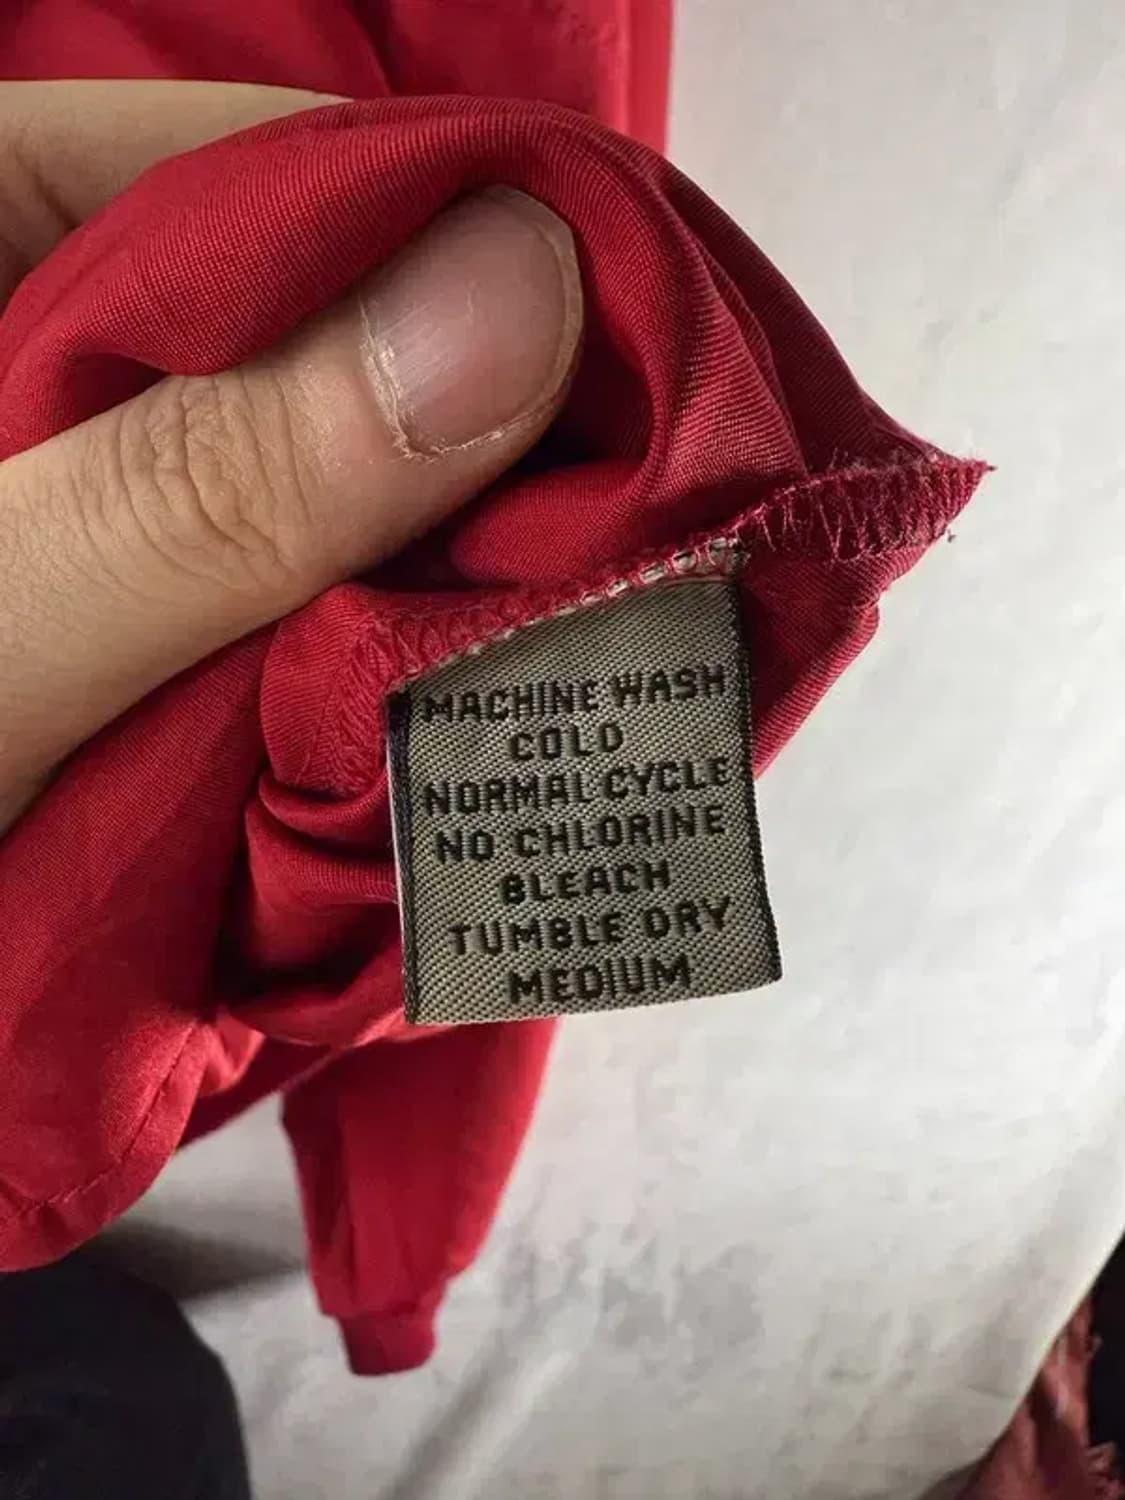 MACHINE WASH
COLD
NORMAL CYCLE
NO CHLORINE
BLEACH
TUMBLE DRY
MEDIUM